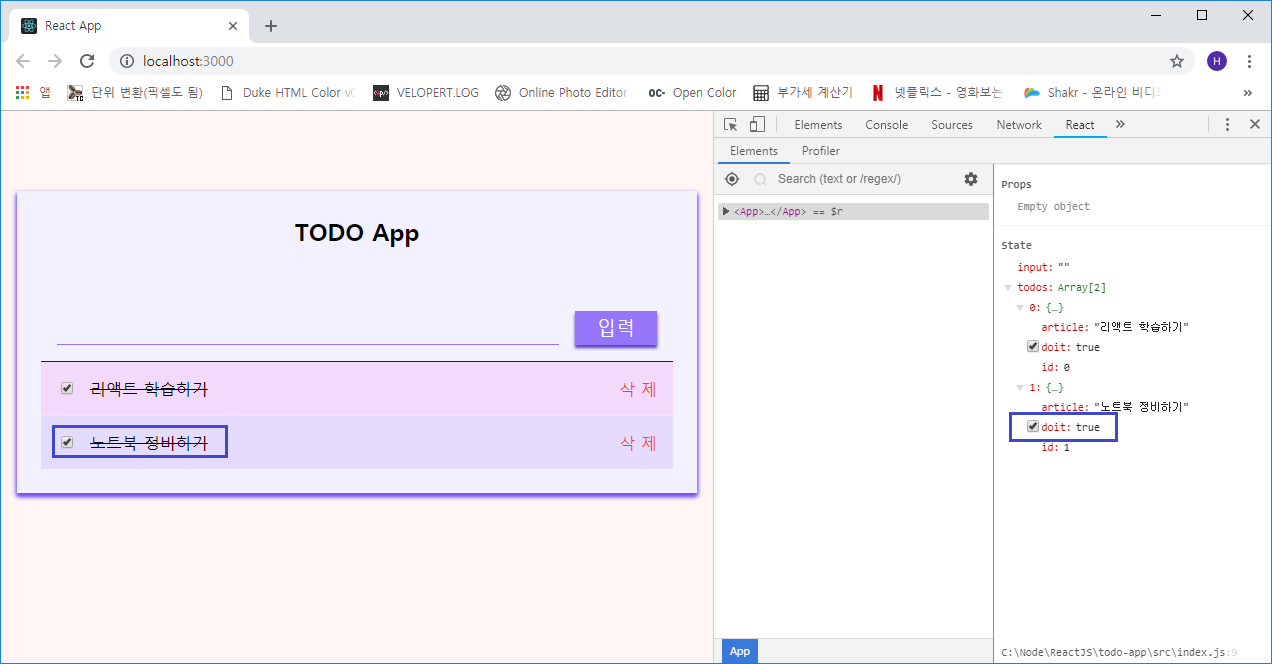 React App
localhost:3000
H
앱 단위 변환(픽셀도 됨) Duke HTML Color v VELOPERT.LOG Online Photo Editor OC- Open Color 부가세 계산기 넷플릭스 - 영화보는 Shakr - 온라인 비디
TODO App
입력
리액트 학습하기 삭 제
노트북 정비하기 삭 제
Elements Console Sources Network React
Elements Profiler
Search (text or /regex/)
<App>…</App> == $r
App
Props
Empty object
State
input: ""
todos: Array[2]
0: {…}
article: "리액트 학습하기"
doit: true
id: 0
1: {…}
article: "노트북 정비하기"
doit: true
id: 1
C:\Node\ReactJS\todo-app\src\index.js:9